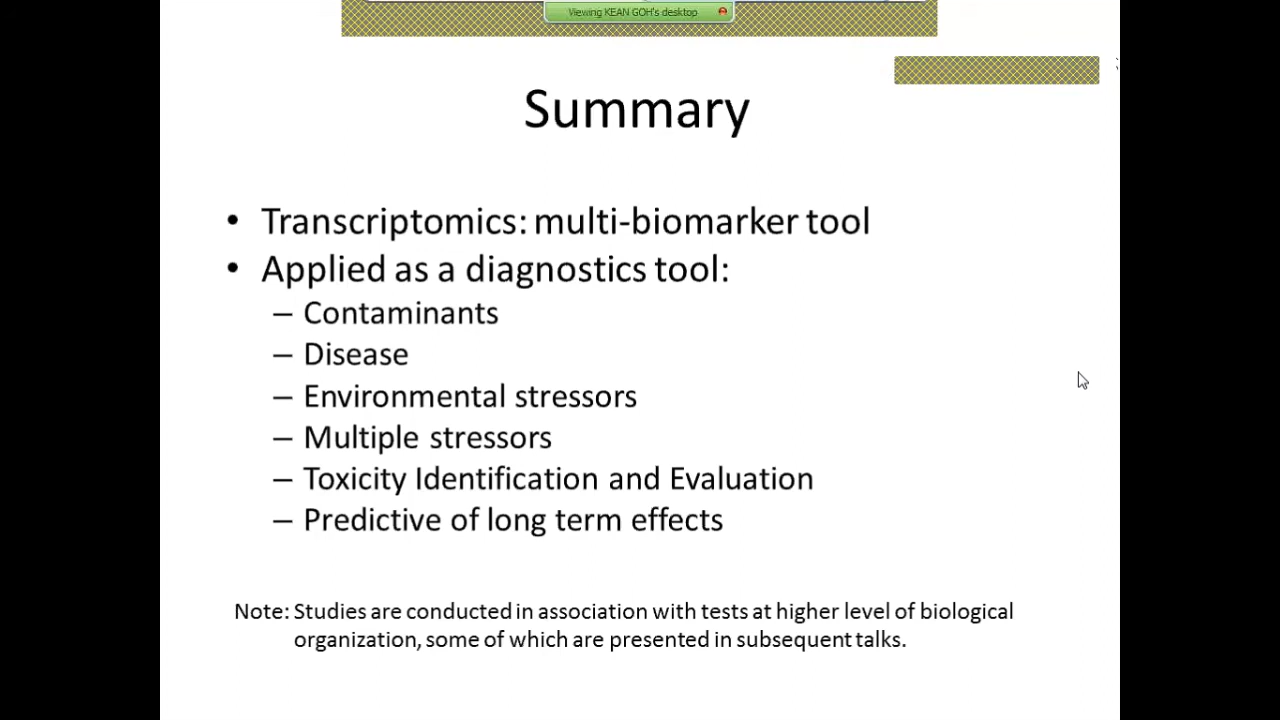 Viewing KEAN GOH's desktop
Summary
• Transcriptomics: multi-biomarker tool
• Applied as a diagnostics tool:
– Contaminants
– Disease
– Environmental stressors
– Multiple stressors
– Toxicity Identification and Evaluation
– Predictive of long term effects
Note: Studies are conducted in association with tests at higher level of biological
organization, some of which are presented in subsequent talks.